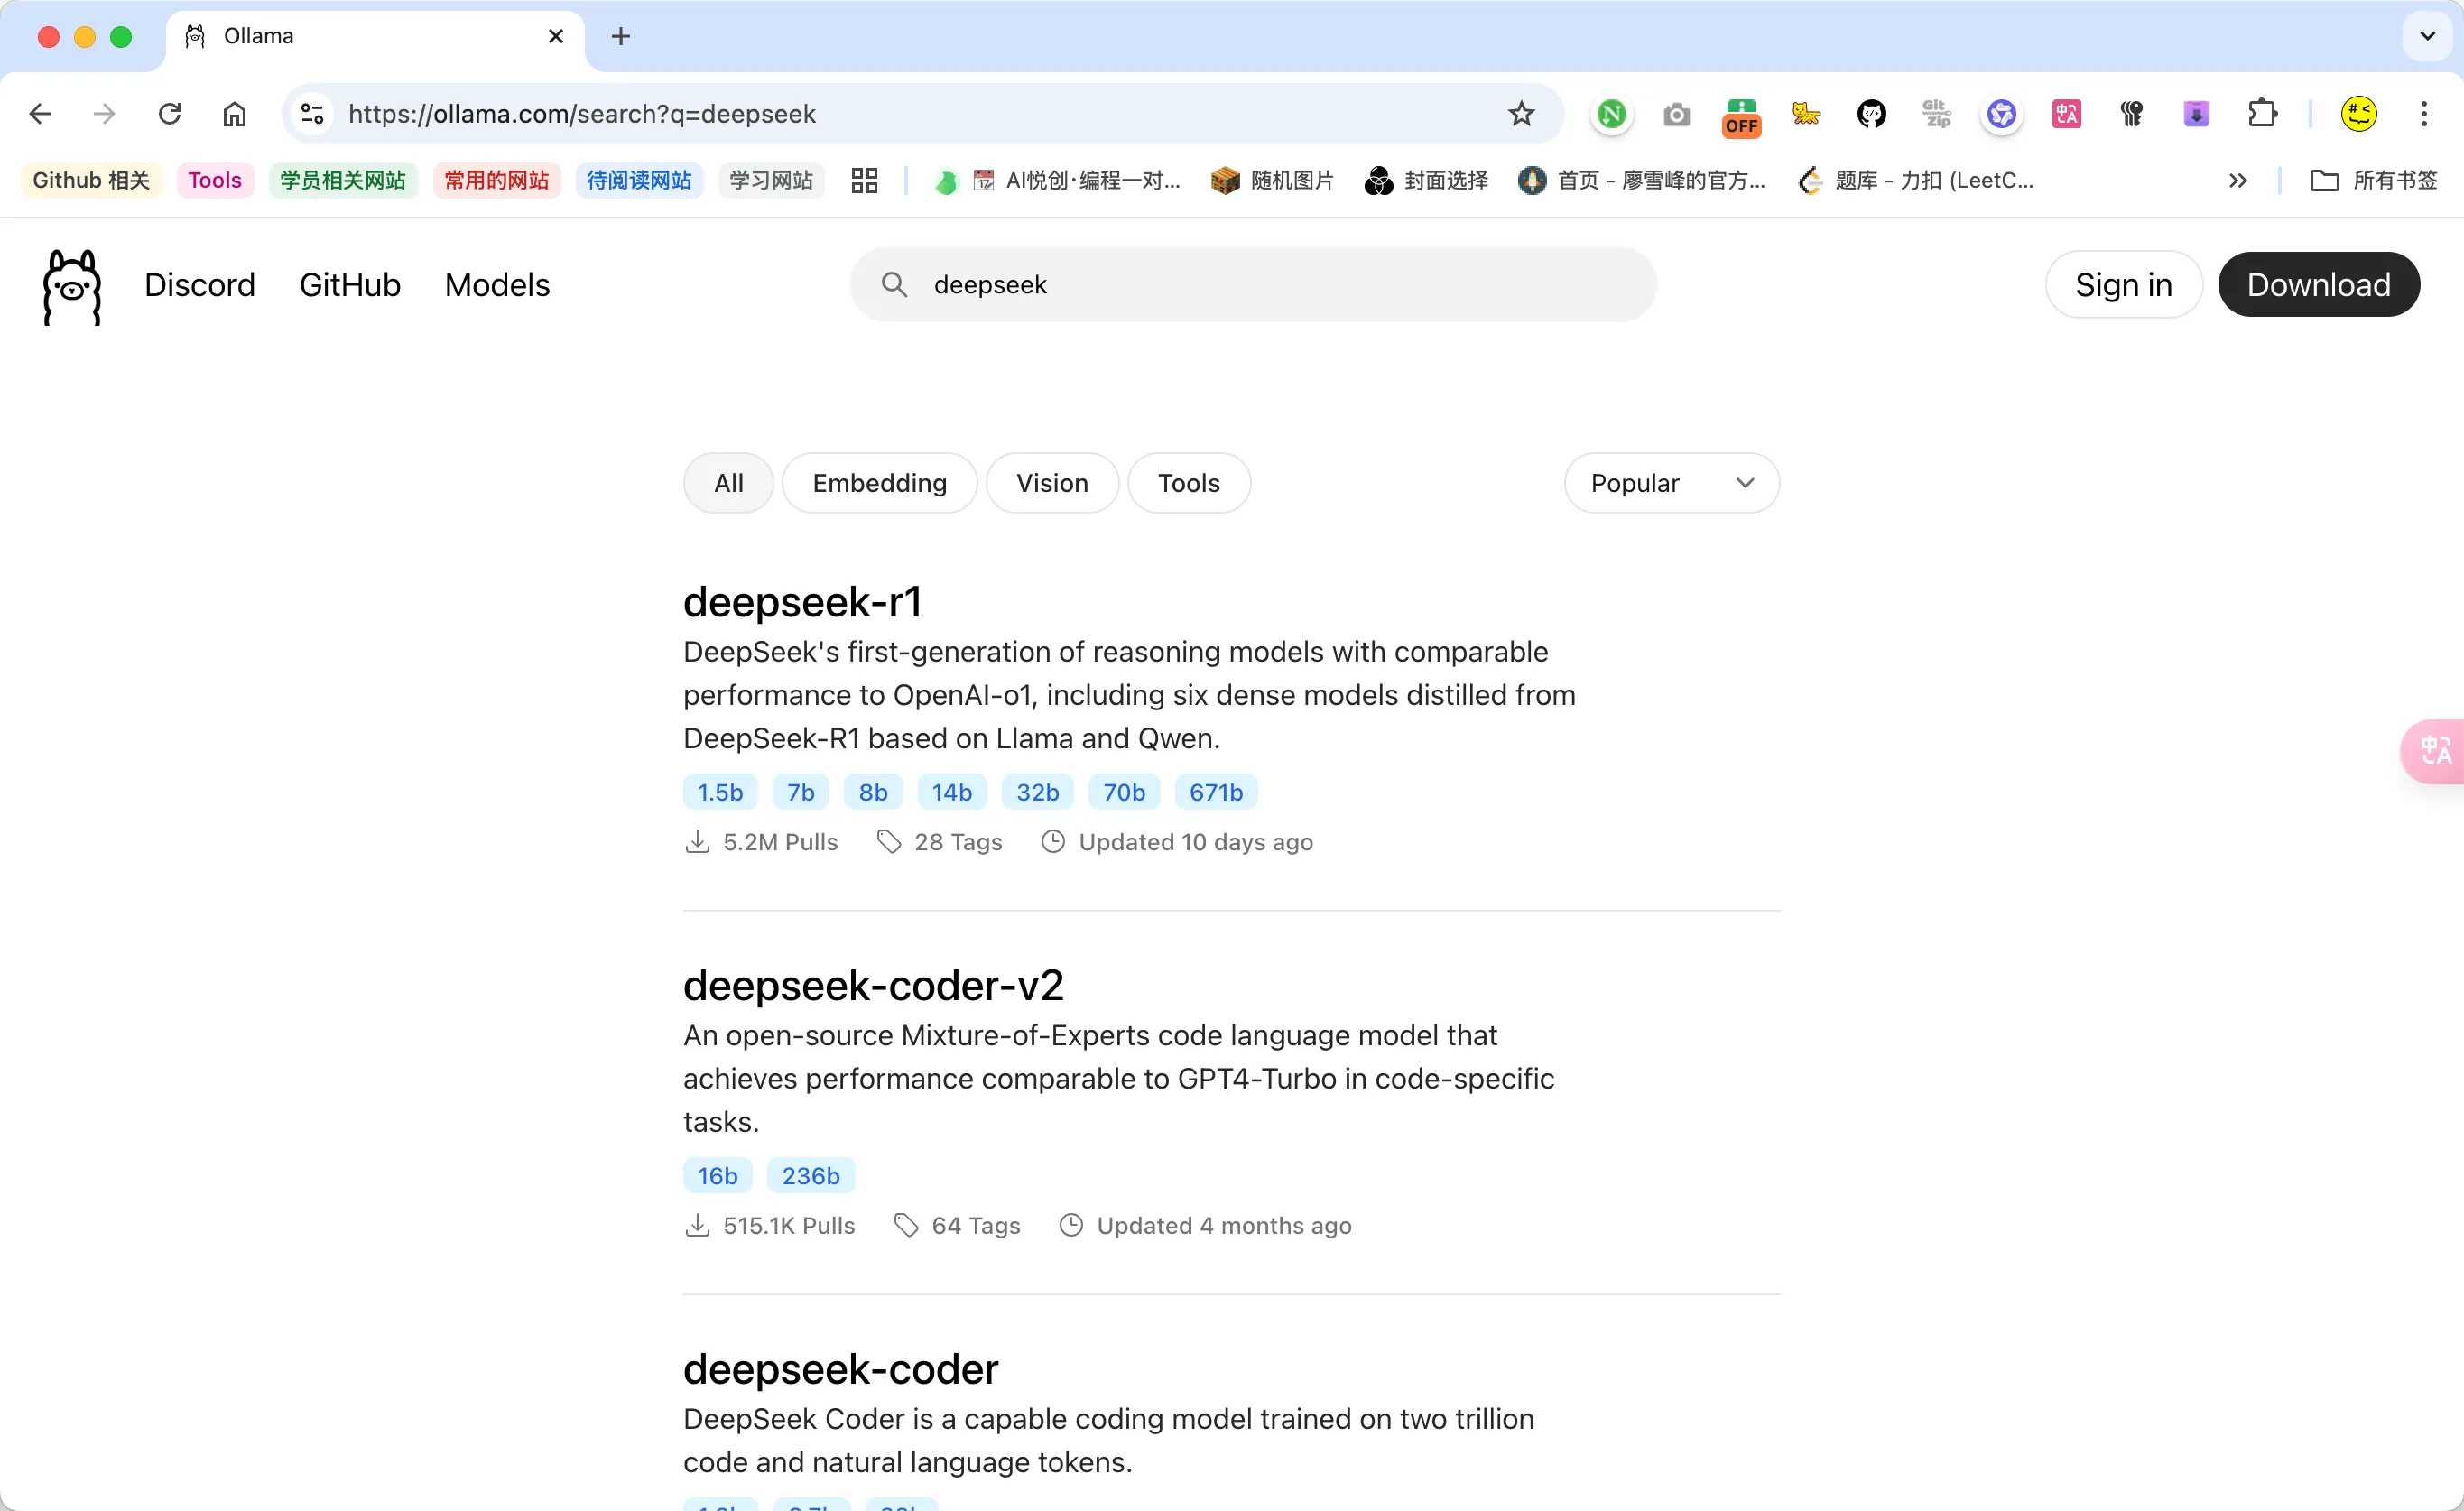 Ollama
https://ollama.com/search?q=deepseek
OFF
Git Zip
Github 相关 Tools 学员相关网站 常用的网站 待阅读网站 学习网站 AI悦创·编程一对... 随机图片 封面选择 首页 - 廖雪峰的官方... 题库 - 力扣 (LeetC... 所有书签
Discord GitHub Models deepseek Sign in Download
All Embedding Vision Tools Popular
deepseek-r1
DeepSeek's first-generation of reasoning models with comparable
performance to OpenAI-o1, including six dense models distilled from
DeepSeek-R1 based on Llama and Qwen.
1.5b 7b 8b 14b 32b 70b 671b
5.2M Pulls 28 Tags Updated 10 days ago
deepseek-coder-v2
An open-source Mixture-of-Experts code language model that
achieves performance comparable to GPT4-Turbo in code-specific
tasks.
16b 236b
515.1K Pulls 64 Tags Updated 4 months ago
deepseek-coder
DeepSeek Coder is a capable coding model trained on two trillion
code and natural language tokens.